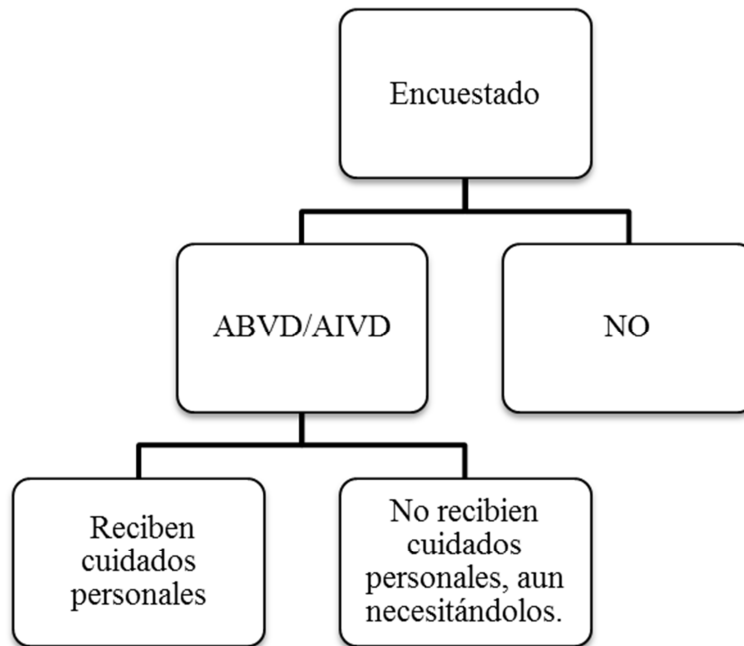 Encuestado
ABVD/AIVD
NO
Reciben
cuidados
personales
No recibien
cuidados
personales, aun
necesitándolos.